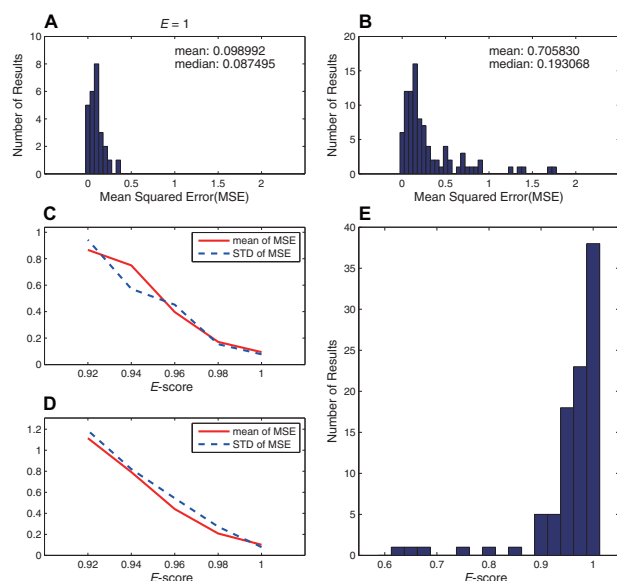 A
E = 1
mean: 0.098992
median: 0.087495
Number of Results
10
8
6
4
2
0
0
0.5
1
1.5
2
Mean Squared Error(MSE)
B
mean: 0.705830
median: 0.193068
Number of Results
20
15
10
5
0
0
0.5
1
1.5
2
Mean Squared Error(MSE)
C
mean of MSE
STD of MSE
1
0.8
0.6
0.4
0.2
0
0.92
0.94
0.96
0.98
1
E-score
D
mean of MSE
STD of MSE
1.2
1
0.8
0.6
0.4
0.2
0
0.92
0.94
0.96
0.98
1
E-score
E
Number of Results
40
35
30
25
20
15
10
5
0
0.6
0.7
0.8
0.9
1
E-score